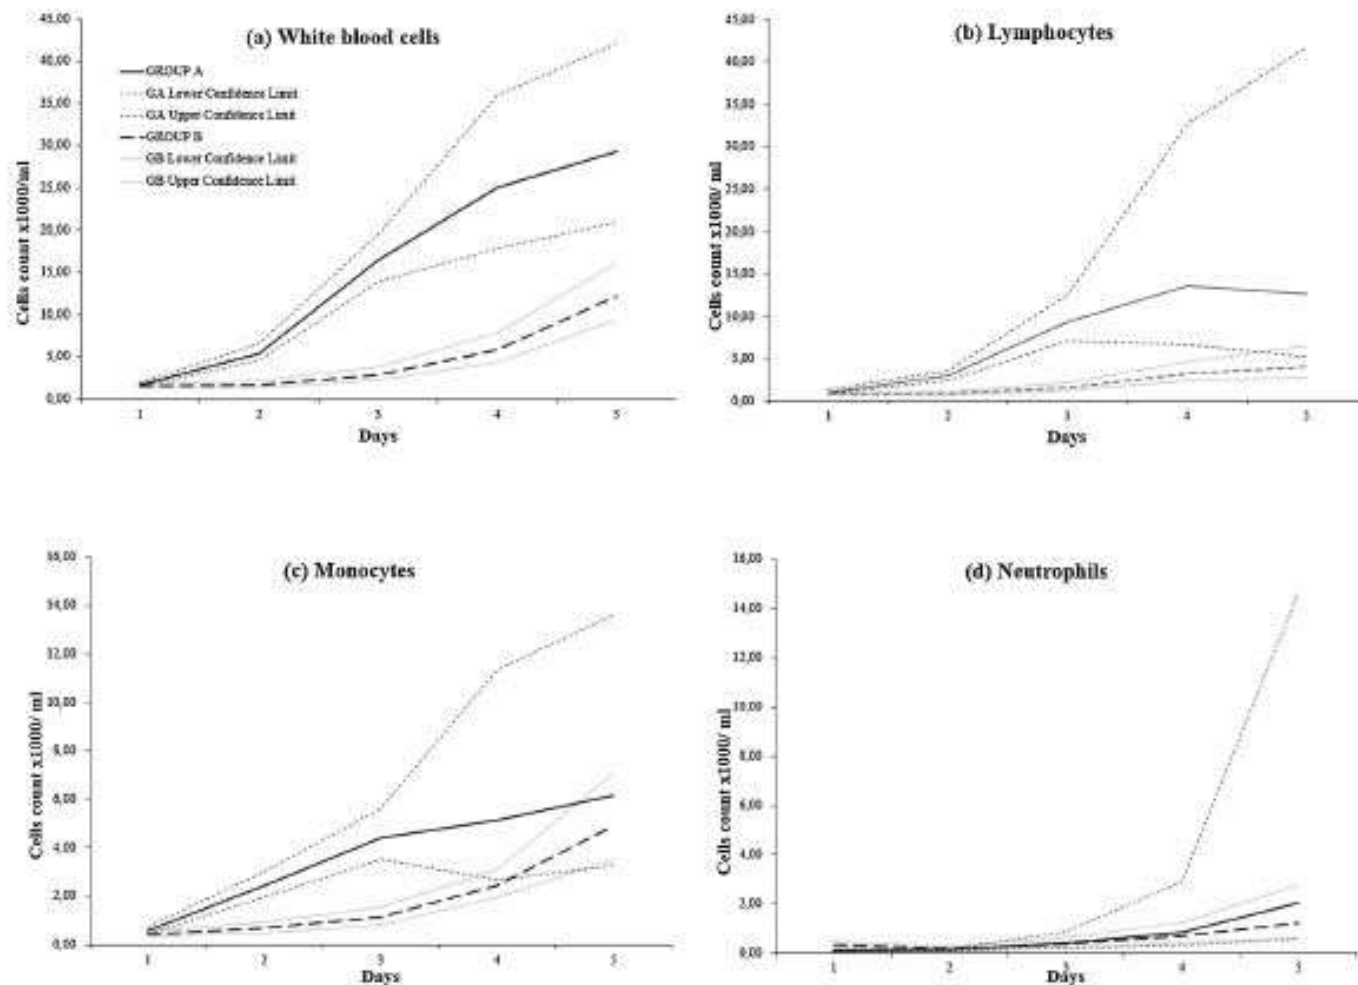 (a) White blood cells
GROUP A
GA Lower Confidence Limit
GA Upper Confidence Limit
GROUP B
GB Lower Confidence Limit
GB Upper Confidence Limit
Cells count x1000/ml
45,00
40,00
35,00
30,00
25,00
20,00
15,00
10,00
5,00
0,00
1 2 3 4 5
Days
(b) Lymphocytes
Cells count x1000/ ml
45,00
40,00
35,00
30,00
25,00
20,00
15,00
10,00
5,00
0,00
1 2 3 4 5
Days
(c) Monocytes
Cells count x1000/ ml
16,00
14,00
12,00
10,00
8,00
6,00
4,00
2,00
0,00
1 2 3 4 5
Days
(d) Neutrophils
Cells count x1000/ ml
16,00
14,00
12,00
10,00
8,00
6,00
4,00
2,00
0,00
1 2 3 4 5
Days